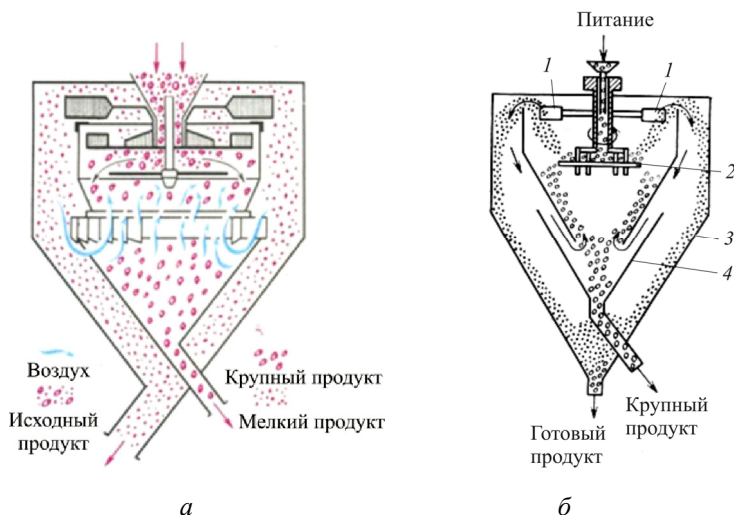 Питание
1
1
2
3
4
Воздух
Исходный
продукт
Крупный продукт
Мелкий продукт
Готовый
продукт
Крупный
продукт
а
б